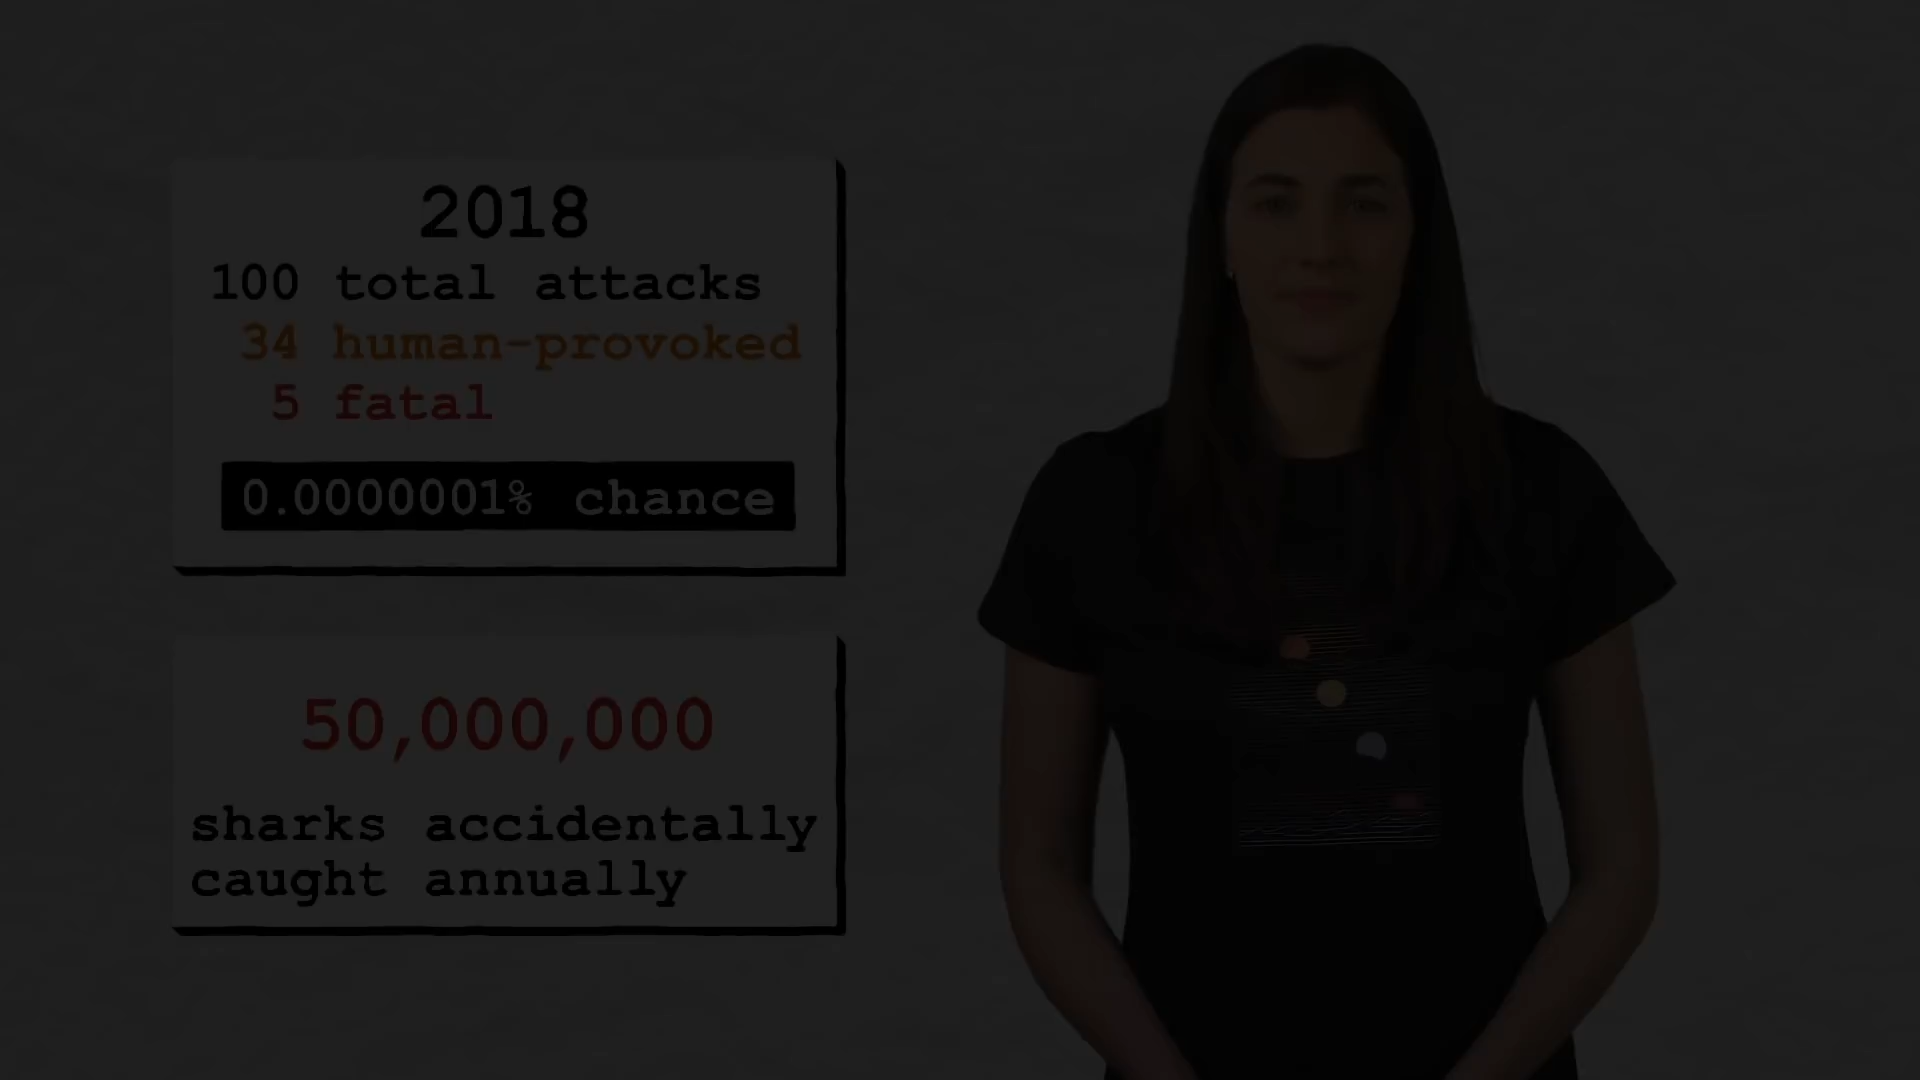 2018
100 total attacks
34 human-provoked
5 fatal
0.0000001% chance
50,000,000
sharks accidentally
caught annually